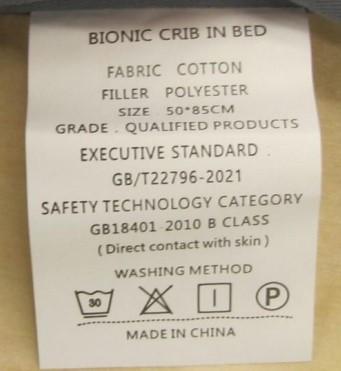 BIONIC CRIB IN BED
FABRIC COTTON
FILLER POLYESTER
SIZE 50*85CM
GRADE . QUALIFIED PRODUCTS
EXECUTIVE STANDARD .
GB/T22796-2021
SAFETY TECHNOLOGY CATEGORY
GB18401 2010 B CLASS
( Direct contact with skin )
WASHING METHOD
30 P
MADE IN CHINA